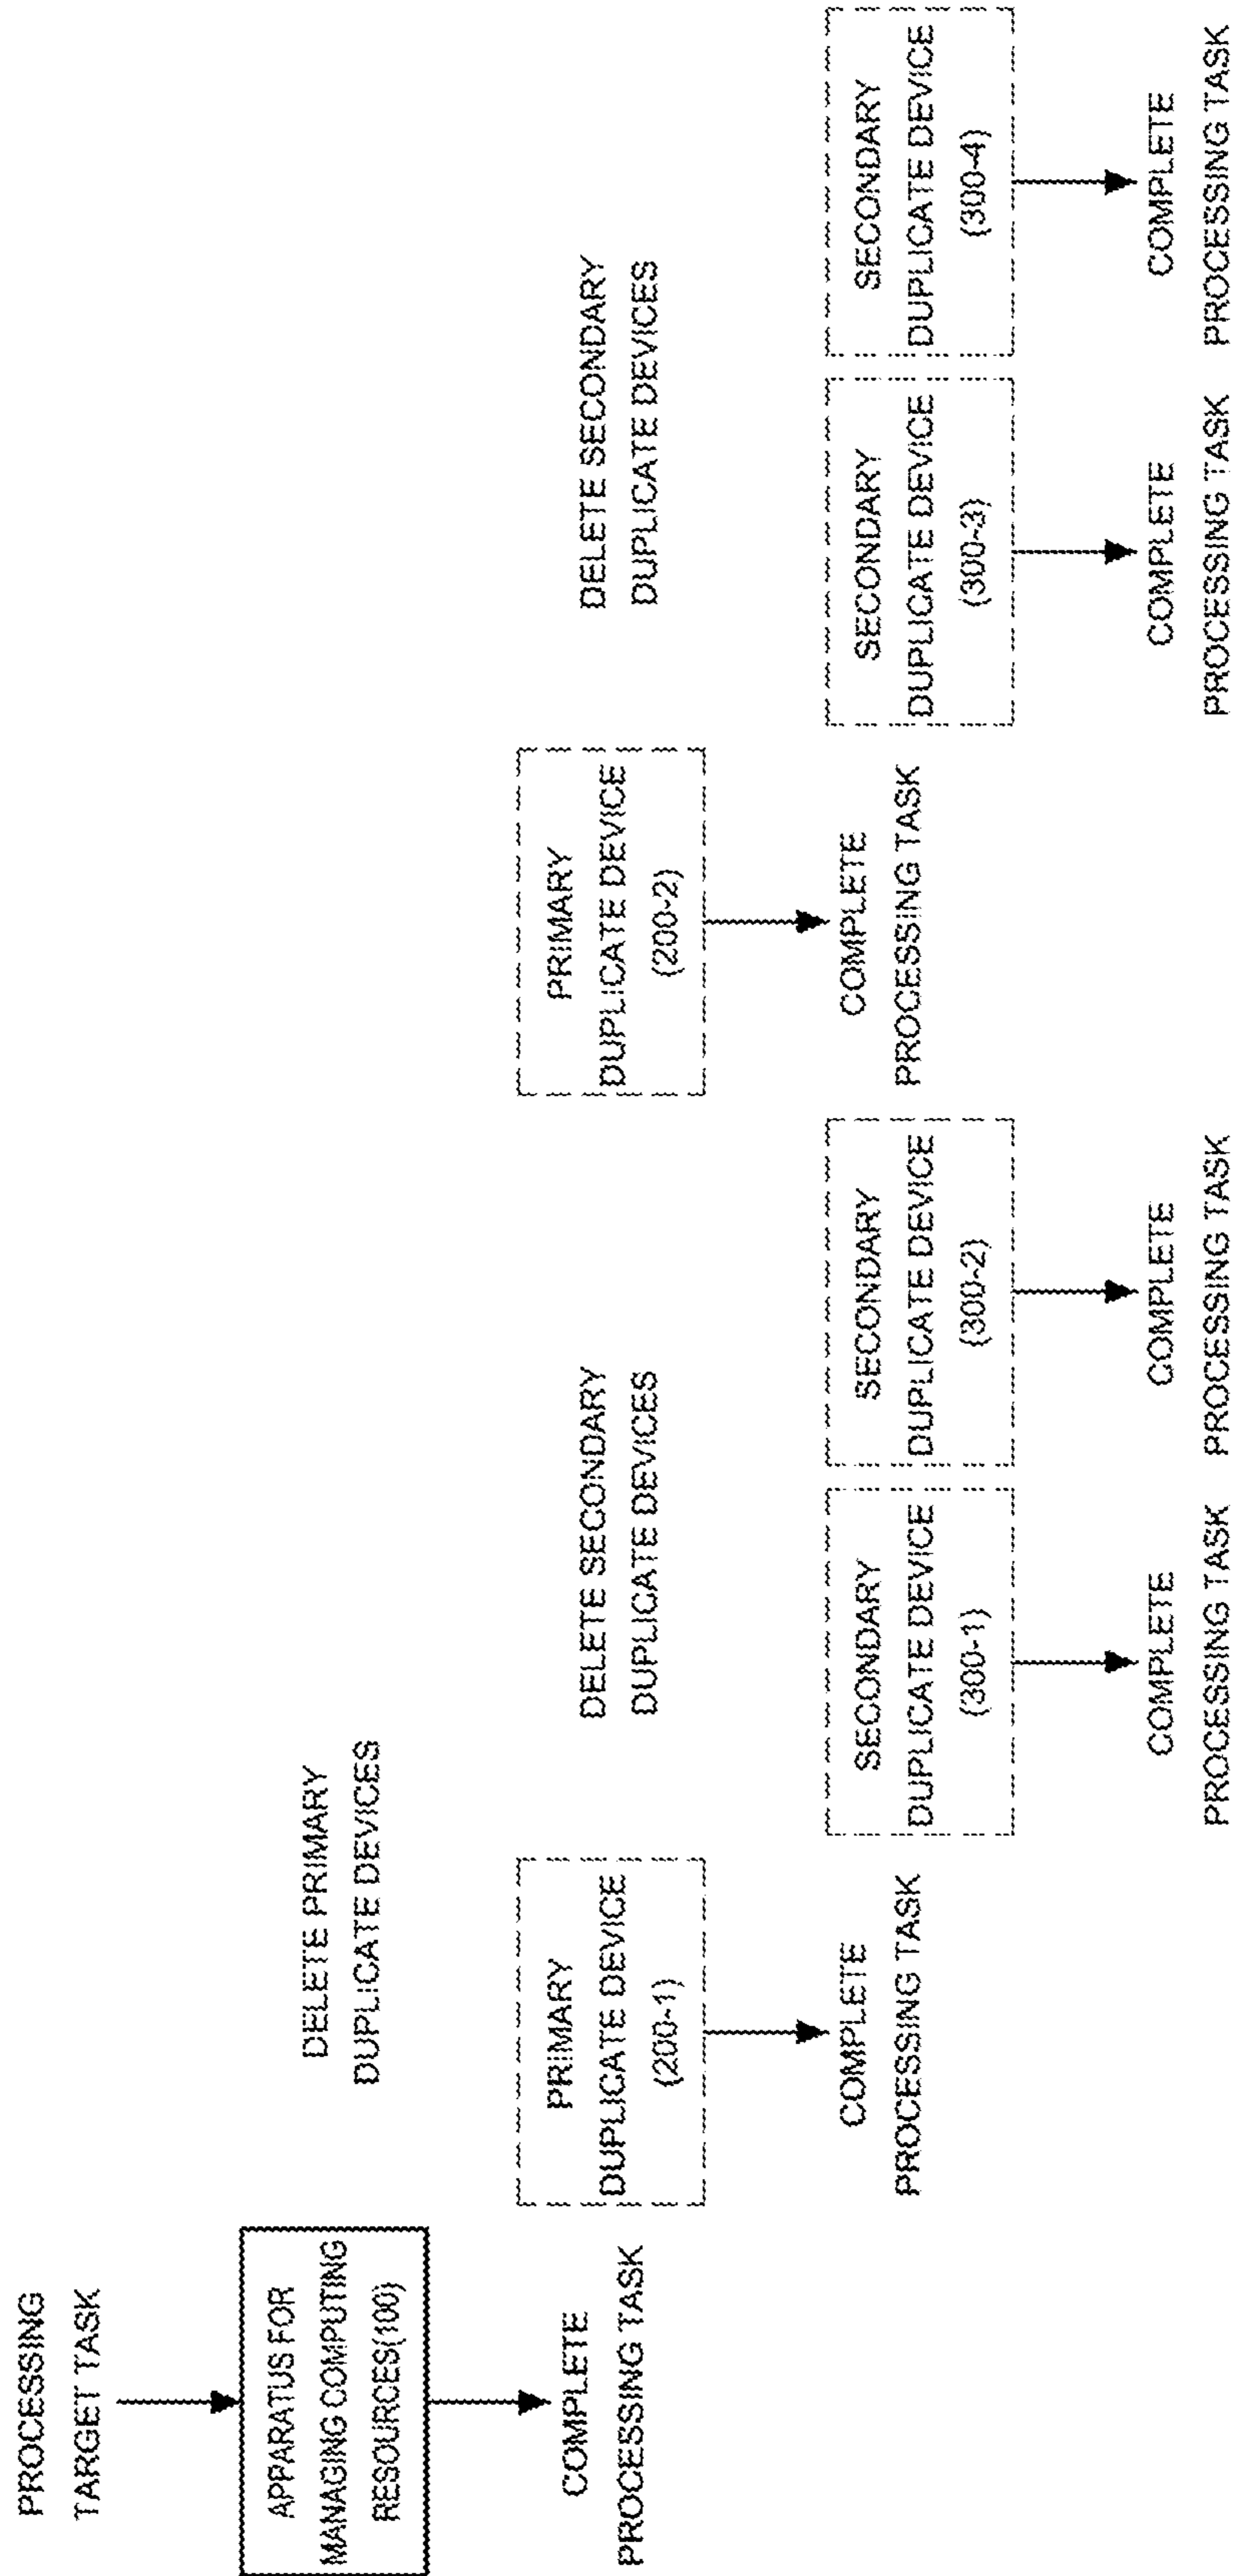 PROCESSING
TARGET TASK
APPARATUS FOR
MANAGING COMPUTING
RESOURCES(100)
COMPLETE
PROCESSING TASK
DELETE PRIMARY
DUPLICATE DEVICES
PRIMARY
DUPLICATE DEVICE
(200-1)
COMPLETE
PROCESSING TASK
DELETE SECONDARY
DUPLICATE DEVICES
SECONDARY
DUPLICATE DEVICE
(300-1)
COMPLETE
PROCESSING TASK
SECONDARY
DUPLICATE DEVICE
(300-2)
COMPLETE
PROCESSING TASK
PRIMARY
DUPLICATE DEVICE
(200-2)
COMPLETE
PROCESSING TASK
DELETE SECONDARY
DUPLICATE DEVICES
SECONDARY
DUPLICATE DEVICE
(300-3)
COMPLETE
PROCESSING TASK
SECONDARY
DUPLICATE DEVICE
(300-4)
COMPLETE
PROCESSING TASK